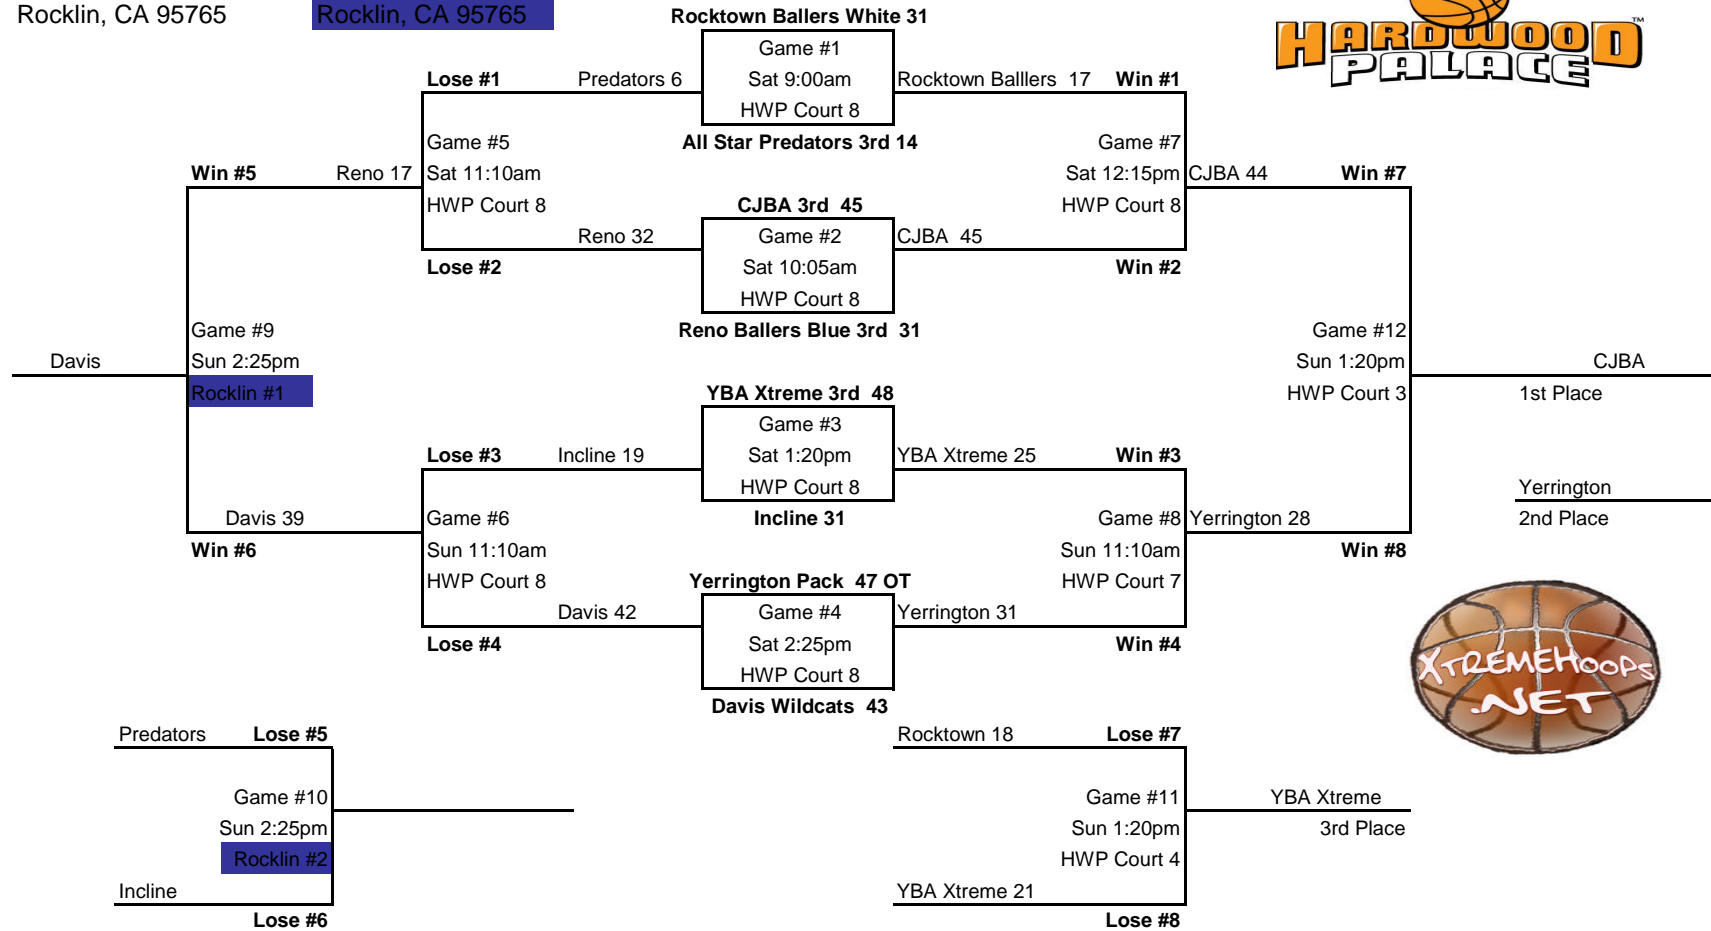 Rocklin, CA 95765
Rocklin, CA 95765
Rocktown Ballers White 31
HARDWOOD PALACE™
Game #1
Sat 9:00am
HWP Court 8
Lose #1
Predators 6
Rocktown Balllers 17
Win #1
All Star Predators 3rd 14
Game #5
Sat 11:10am
HWP Court 8
Game #7
Sat 12:15pm
HWP Court 8
Win #5
Reno 17
CJBA 44
Win #7
CJBA 3rd 45
Game #2
Sat 10:05am
HWP Court 8
Reno 32
CJBA 45
Lose #2
Win #2
Reno Ballers Blue 3rd 31
Game #9
Sun 2:25pm
Rocklin #1
Davis
Game #12
Sun 1:20pm
HWP Court 3
CJBA
1st Place
YBA Xtreme 3rd 48
Game #3
Sat 1:20pm
HWP Court 8
Lose #3
Incline 19
YBA Xtreme 25
Win #3
Incline 31
Yerrington
2nd Place
Davis 39
Win #6
Game #6
Sun 11:10am
HWP Court 8
Game #8
Sun 11:10am
HWP Court 7
Yerrington 28
Win #8
Yerrington Pack 47 OT
Game #4
Sat 2:25pm
HWP Court 8
Davis 42
Yerrington 31
Lose #4
Win #4
Davis Wildcats 43
XTREMEHOOPS
.NET
Predators
Lose #5
Game #10
Sun 2:25pm
Rocklin #2
Incline
Lose #6
Rocktown 18
Lose #7
Game #11
Sun 1:20pm
HWP Court 4
YBA Xtreme
3rd Place
YBA Xtreme 21
Lose #8